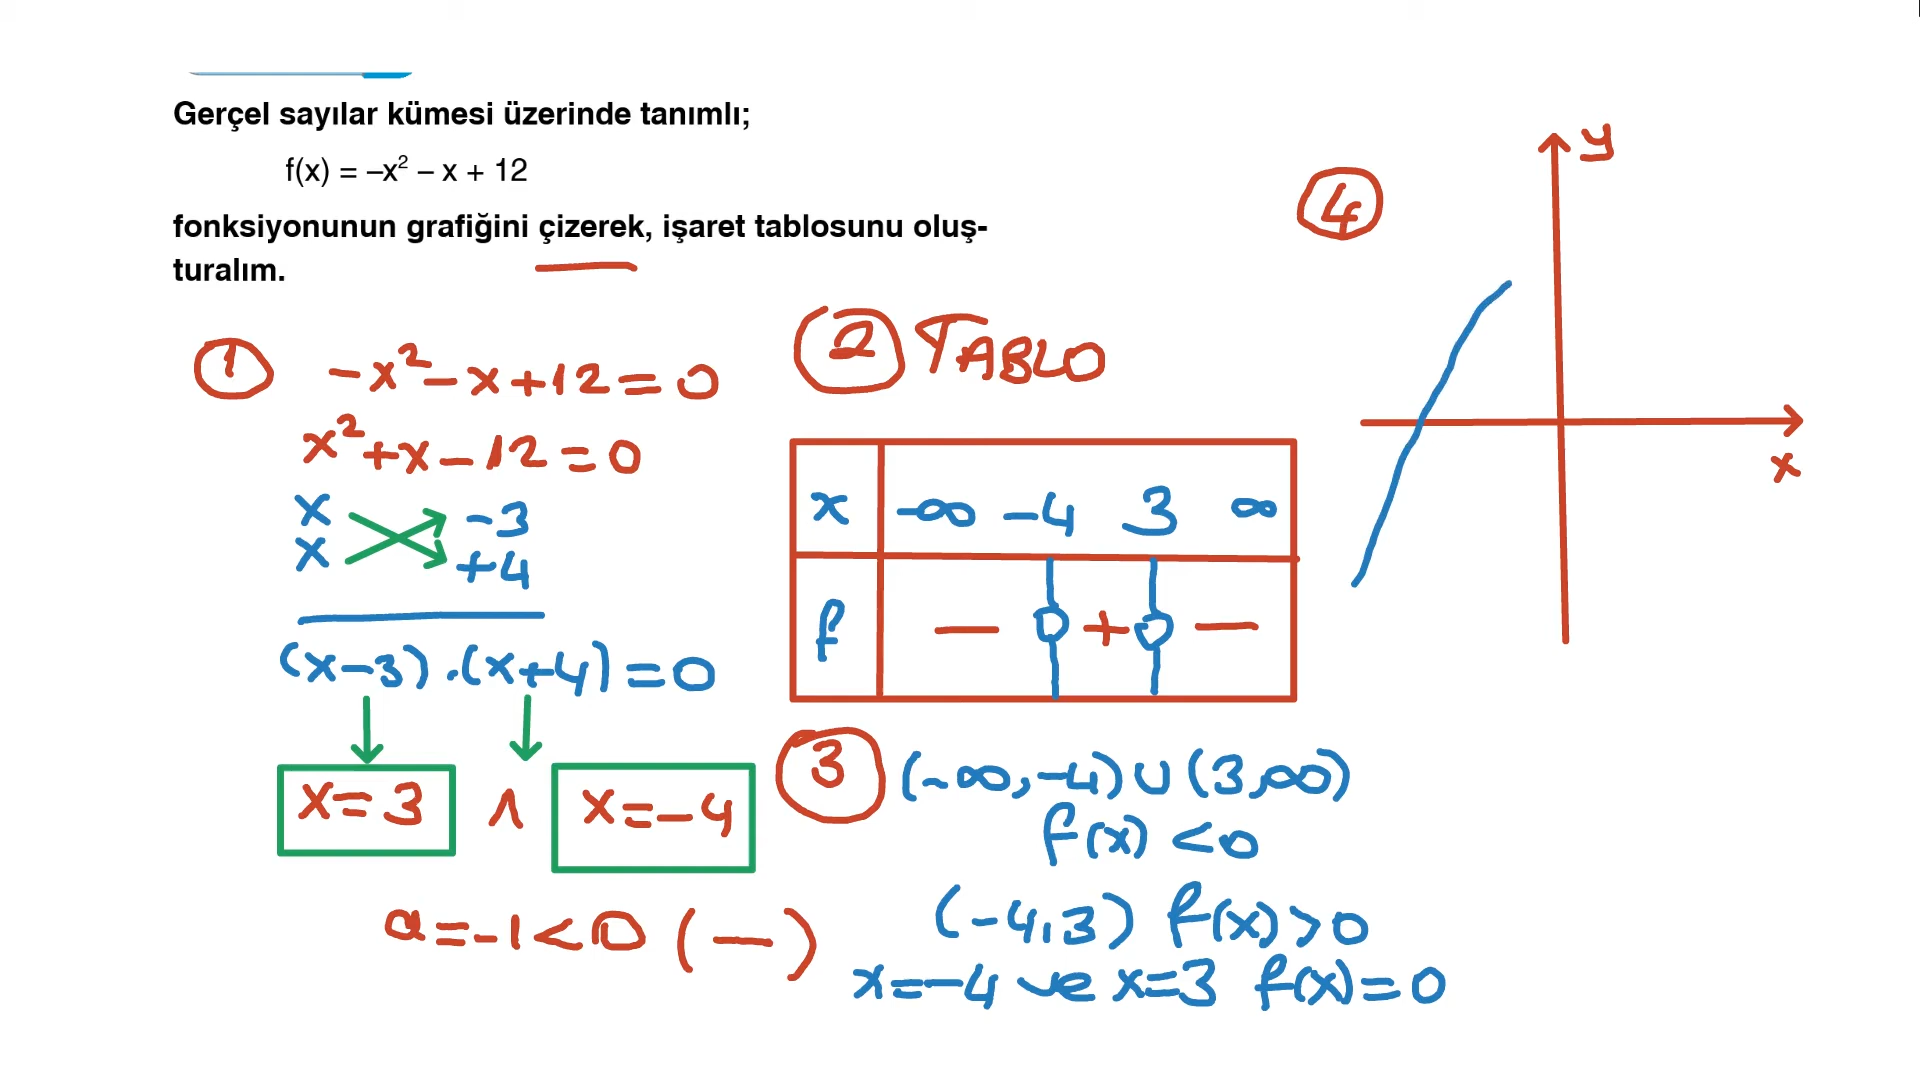 Gerçel sayılar kümesi üzerinde tanımlı;
f(x) = –x² – x + 12
fonksiyonunun grafiğini çizerek, işaret tablosunu oluş-
turalım.
1
-x²-x+12=0
x²+x-12=0
x -3
x +4
(x-3).(x+4)=0
x=3 ∧ x=-4
a=-1<0 (-)
2 TABLO
x -∞ -4 3 ∞
f - 0 + 0 -
3 (-∞,-4)∪(3,∞)
f(x)<0
(-4,3) f(x)>0
x=-4 ve x=3 f(x)=0
4
y
x